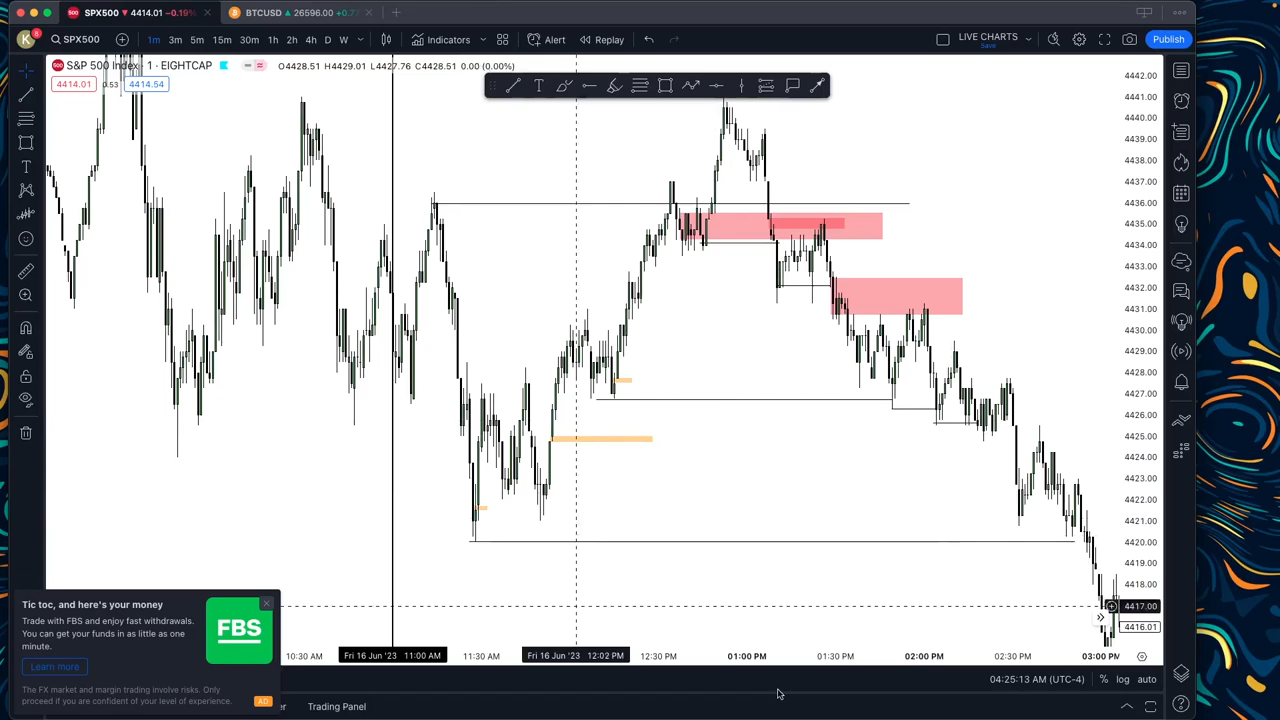 SPX500 ▼ 4414.01 −0.19%
BTCUSD ▲ 26596.00 +0.7
K
8
SPX500
1m 3m 5m 15m 30m 1h 2h 4h D W
Indicators
Alert
Replay
LIVE CHARTS
Save
Publish
S&P 500 Index · 1 · EIGHTCAP
O4428.51 H4429.01 L4427.76 C4428.51 0.00
4414.01
0.53
4414.54
4442.00
4441.00
4439.00
4438.00
4437.00
4436.00
4435.00
4434.00
4433.00
4432.00
4431.00
4430.00
4429.00
4428.00
4427.00
4426.00
4425.00
4424.00
4422.00
4421.00
4420.00
4418.00
4417.00
4416.01
Tic toc, and here's your money
Trade with FBS and enjoy fast withdrawals.
You can get your funds in as little as one
minute.
Learn more
The FX market and margin trading involve risks. Only
proceed if you are confident of your level of experience.
AD
FBS
10:30 AM
Fri 16 Jun '23 11:00 AM
11:30 AM
Fri 16 Jun '23 12:02 PM
12:30 PM
01:00 PM
01:30 PM
02:00 PM
02:30 PM
03:00 PM
04:25:13 AM (UTC-4)
% log auto
Trading Panel